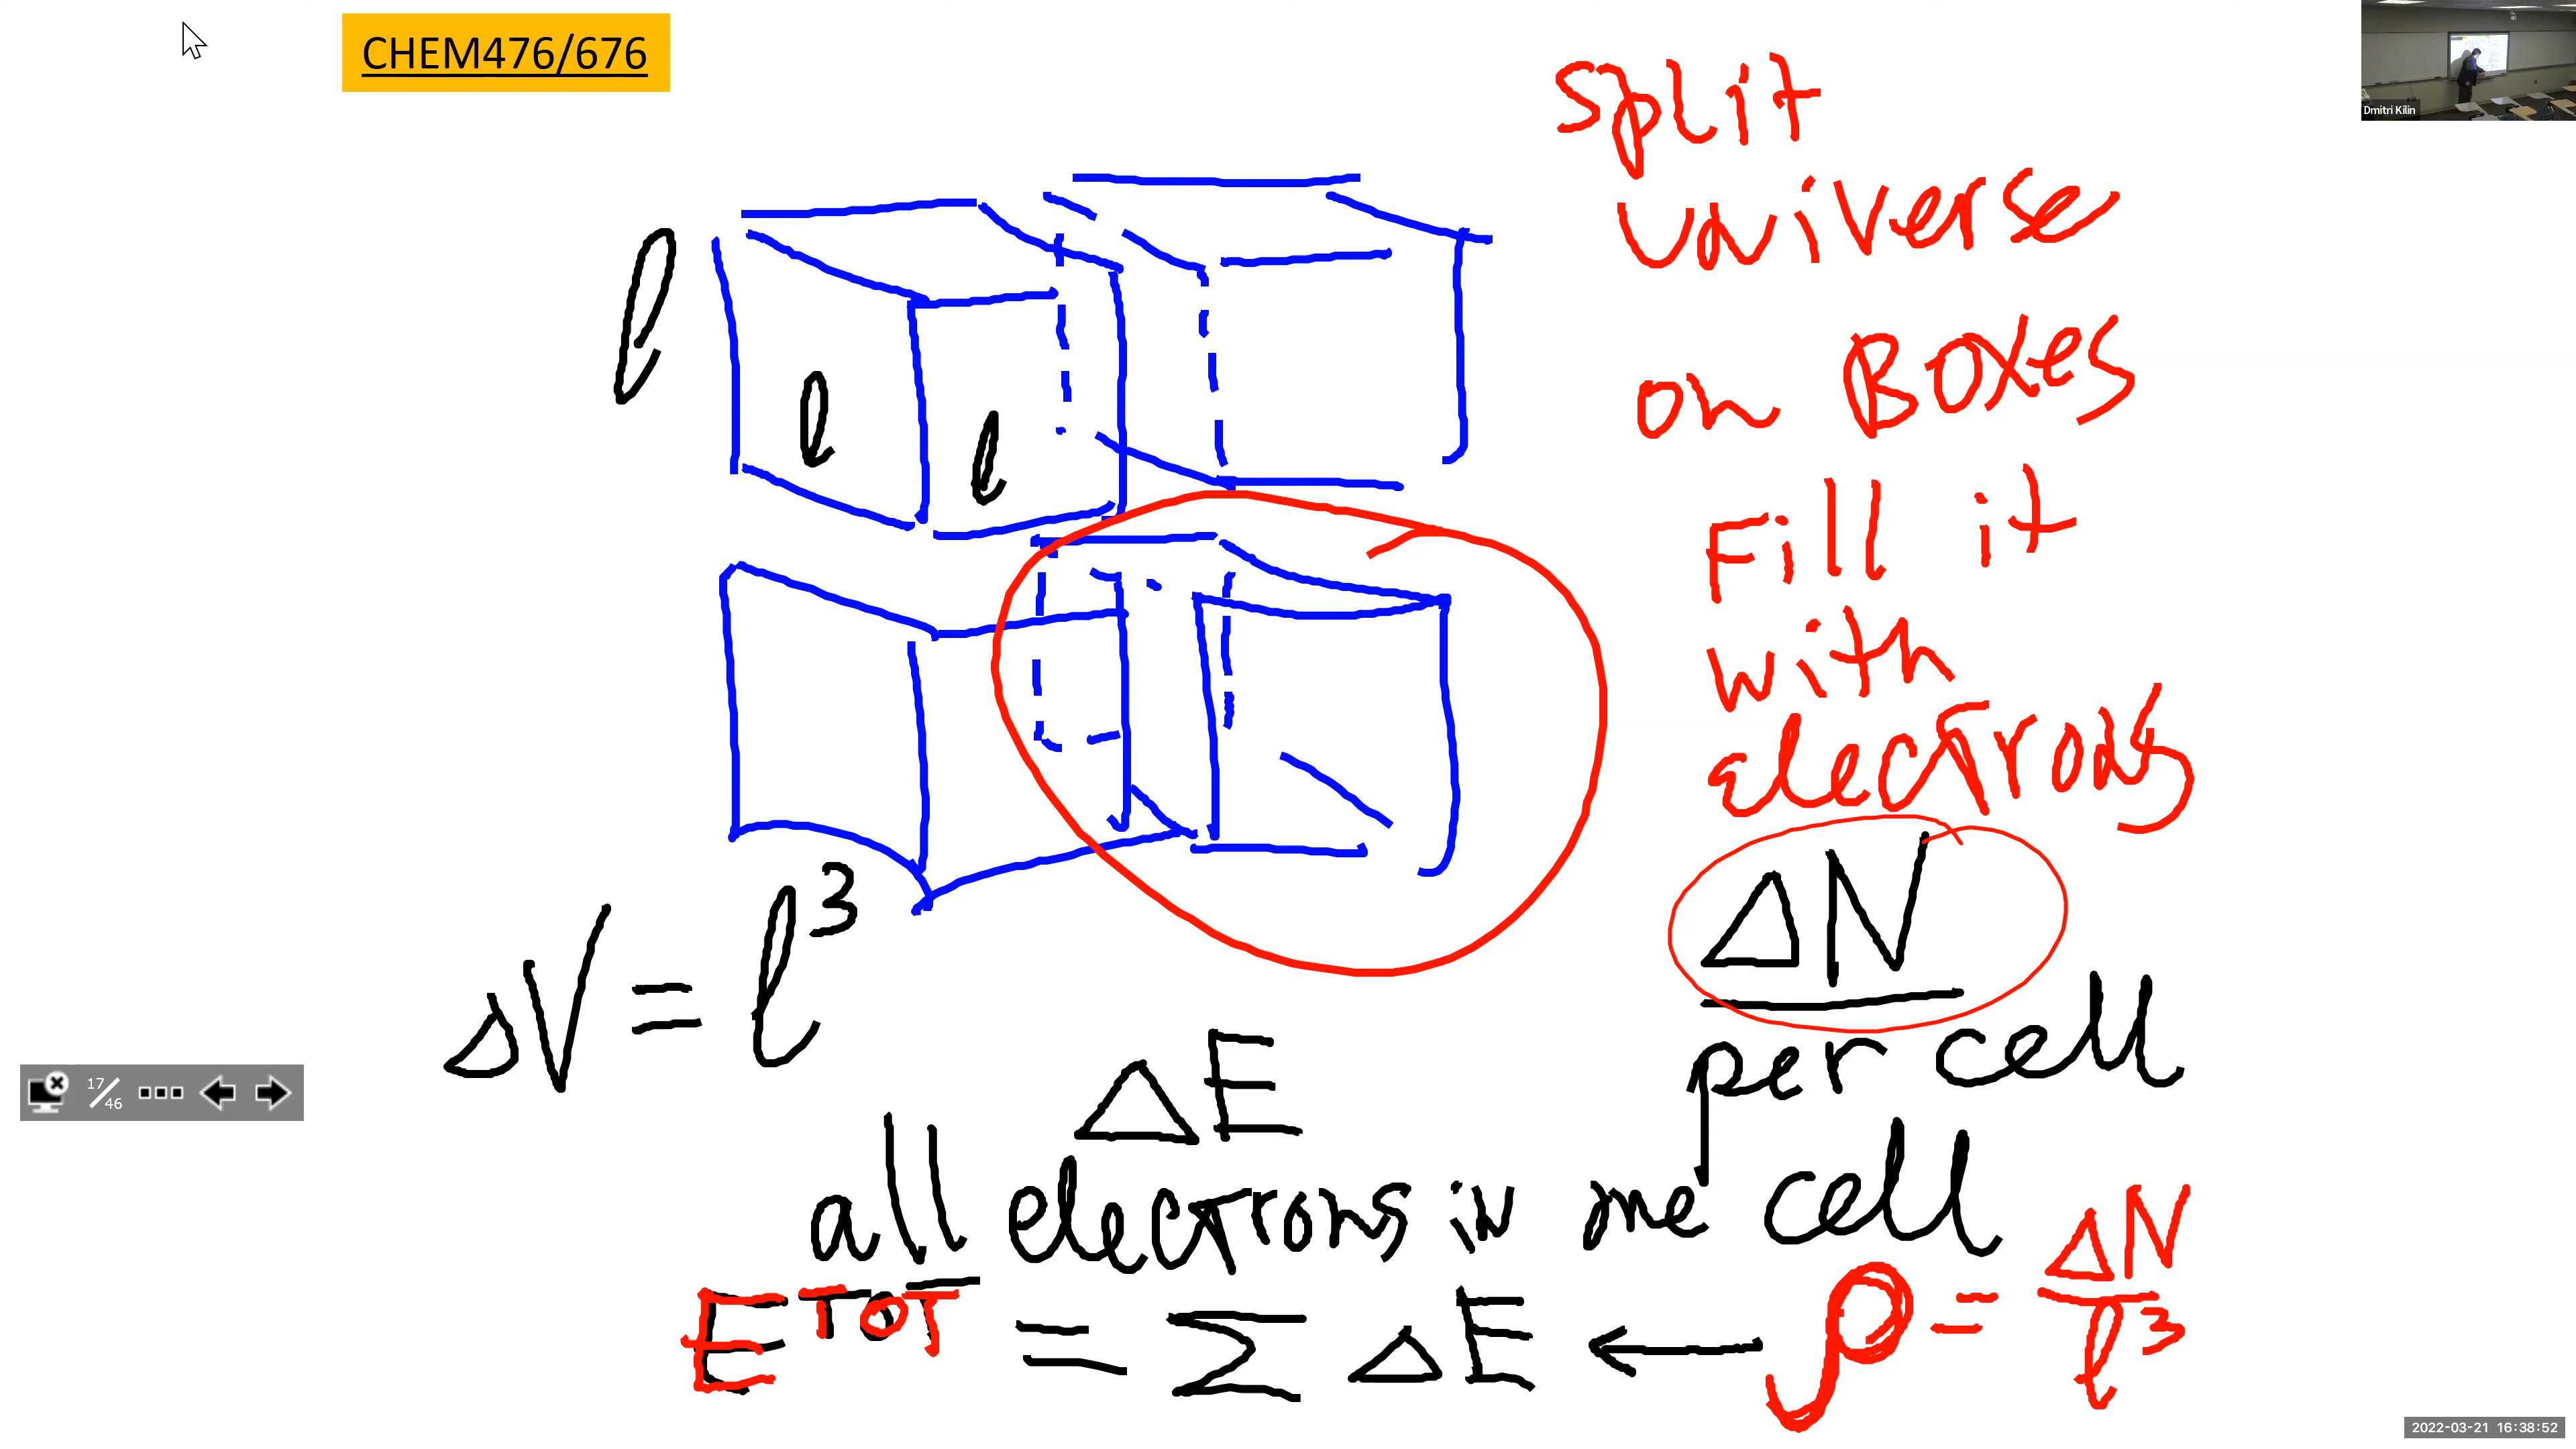 CHEM476/676
Dmitri Kilin
split
universe
on Boxes
Fill it
with
electrons
l
l
l
ΔN
per cell
ΔV = l³
ΔE
all electrons in one cell
E^TOT = Σ ΔE ← ρ = ΔN/l³
17/46
2022-03-21 16:38:52